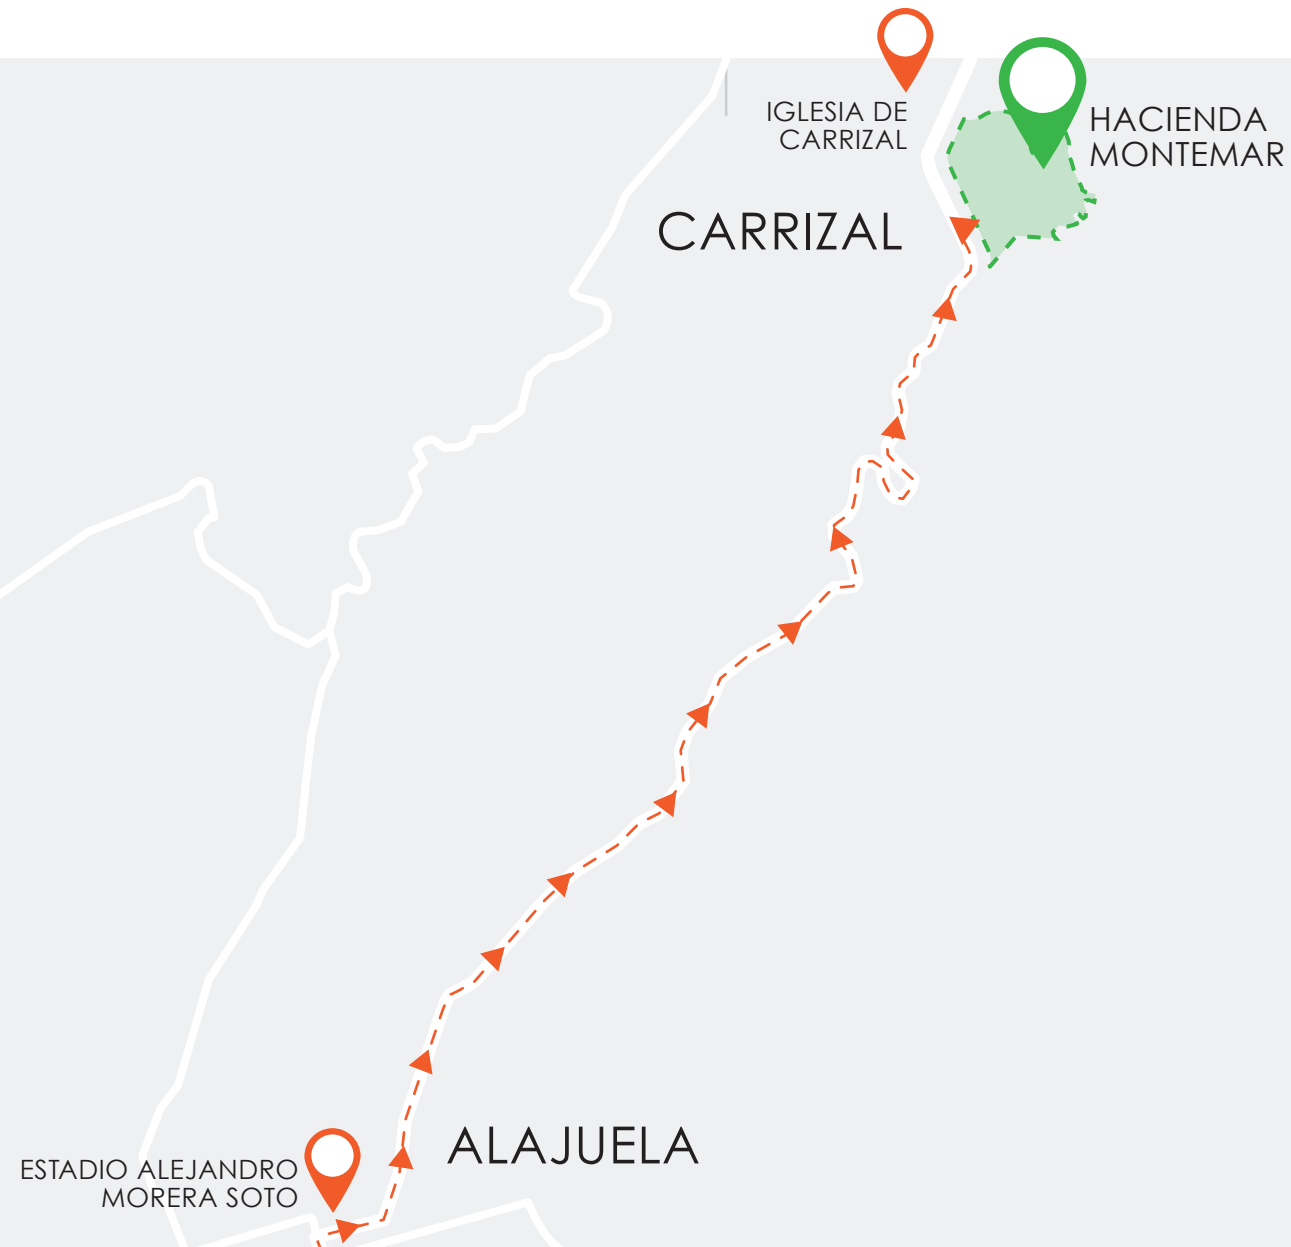 IGLESIA DE
CARRIZAL
HACIENDA
MONTEMAR
CARRIZAL
ALAJUELA
ESTADIO ALEJANDRO
MORERA SOTO